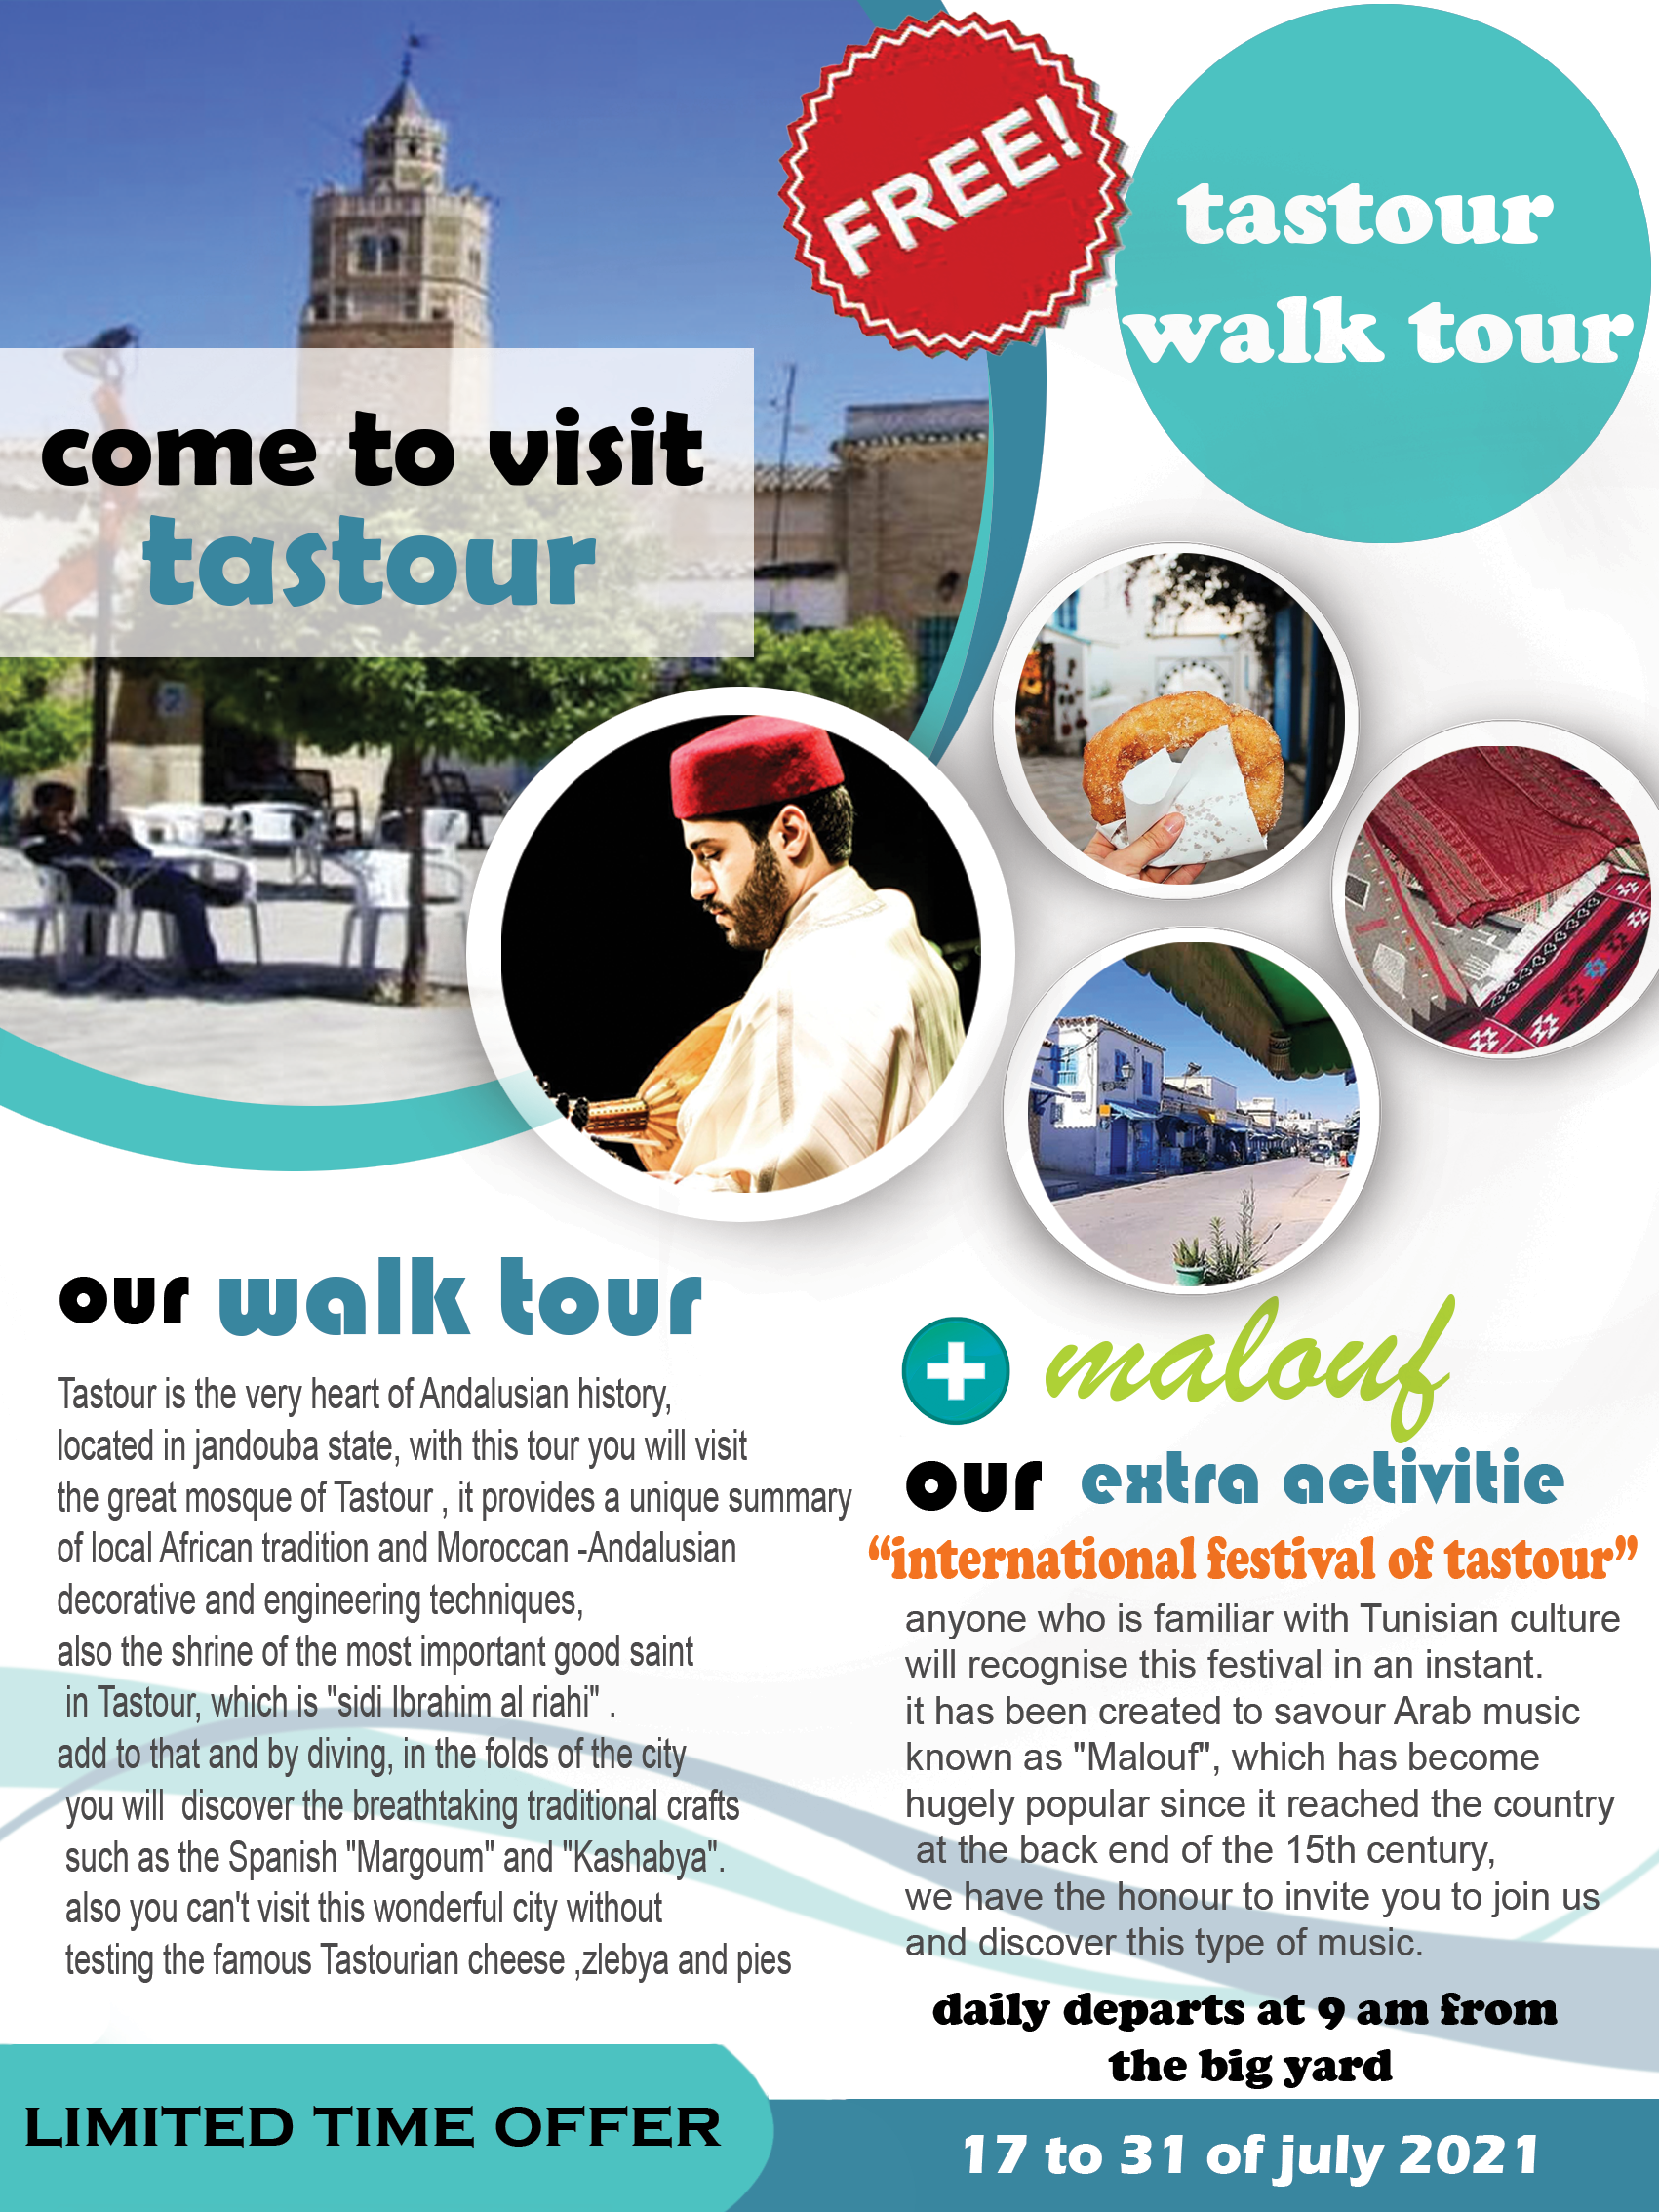 FREE!
tastour
walk tour
come to visit
tastour
our walk tour
Tastour is the very heart of Andalusian history,
located in jandouba state, with this tour you will visit
the great mosque of Tastour , it provides a unique summary
of local African tradition and Moroccan -Andalusian
decorative and engineering techniques,
also the shrine of the most important good saint
in Tastour, which is "sidi Ibrahim al riahi" .
add to that and by diving, in the folds of the city
you will  discover the breathtaking traditional crafts
such as the Spanish "Margoum" and "Kashabya".
also you can't visit this wonderful city without
testing the famous Tastourian cheese ,zlebya and pies
malouf
our extra activitie
“international festival of tastour”
anyone who is familiar with Tunisian culture
will recognise this festival in an instant.
it has been created to savour Arab music
known as "Malouf", which has become
hugely popular since it reached the country
at the back end of the 15th century,
we have the honour to invite you to join us
and discover this type of music.
daily departs at 9 am from
the big yard
LIMITED TIME OFFER
17 to 31 of july 2021